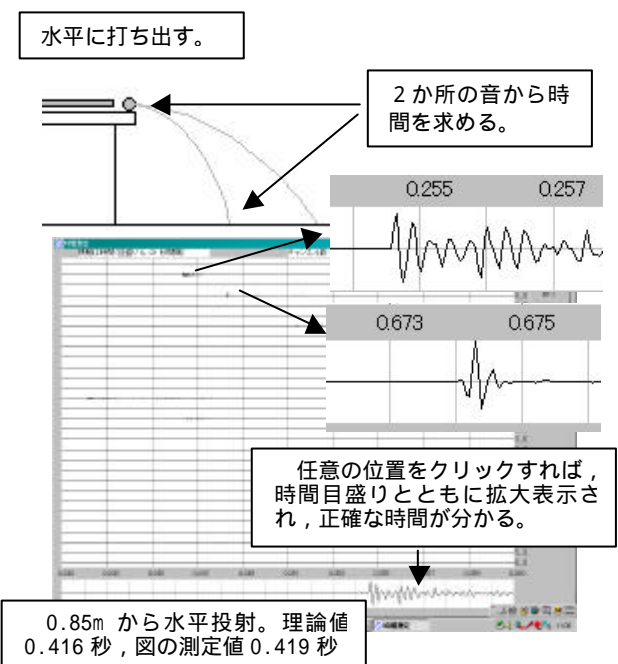 水平に打ち出す。
２か所の音から時
間を求める。
0.255 0.257
0.673 0.675
任意の位置をクリックすれば，
時間目盛りとともに拡大表示さ
れ，正確な時間が分かる。
0.85m から水平投射。理論値
0.416 秒，図の測定値 0.419 秒